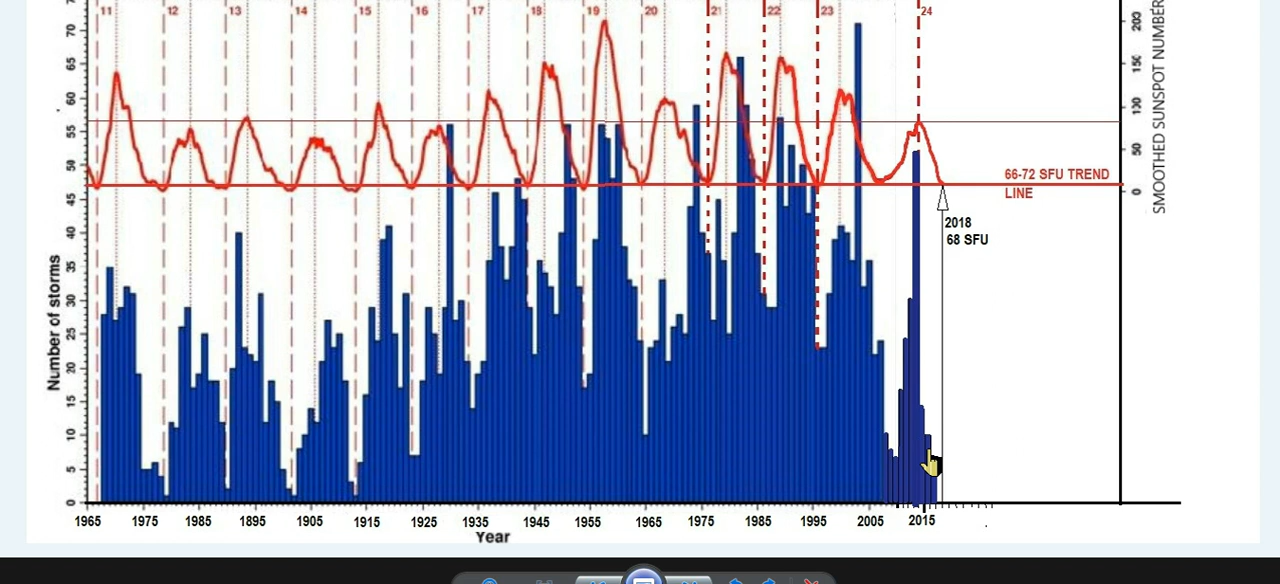 11 12 13 14 15 16 17 18 19 20 21 22 23 24
70
65
60
55
50
45
40
35
30
25
20
15
10
5
0
Number of storms
200
150
100
50
0
SMOOTHED SUNSPOT NUMBER
66-72 SFU TREND
LINE
2018
68 SFU
1965 1975 1985 1895 1905 1915 1925 1935 1945 1955 1965 1975 1985 1995 2005 2015
Year